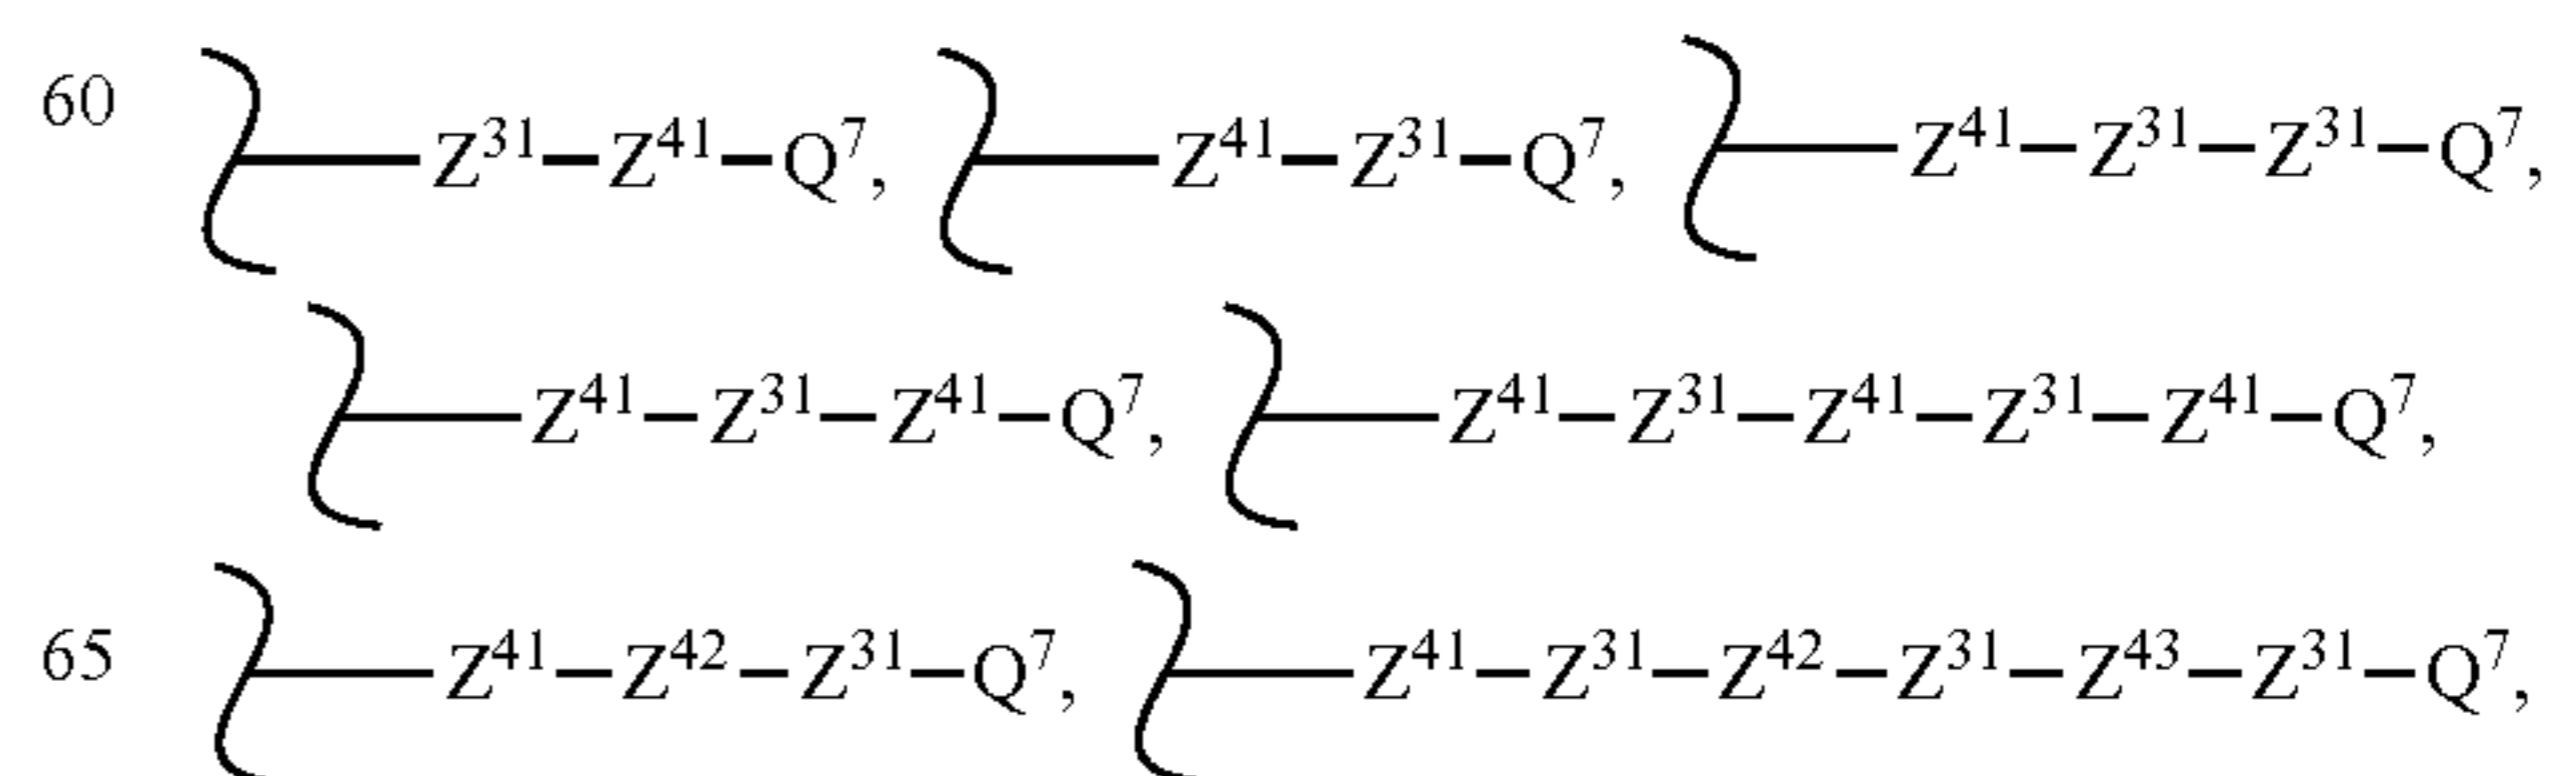 60 Z³¹–Z⁴¹–Q⁷, Z⁴¹–Z³¹–Q⁷, Z⁴¹–Z³¹–Z³¹–Q⁷,
Z⁴¹–Z³¹–Z⁴¹–Q⁷, Z⁴¹–Z³¹–Z⁴¹–Z³¹–Z⁴¹–Q⁷,
65 Z⁴¹–Z⁴²–Z³¹–Q⁷, Z⁴¹–Z³¹–Z⁴²–Z³¹–Z⁴³–Z³¹–Q⁷,